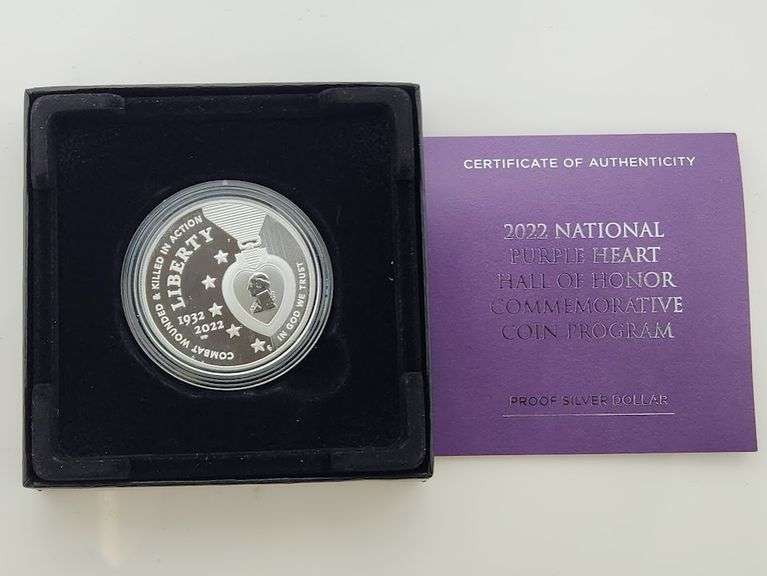 COMBAT WOUNDED & KILLED IN ACTION
LIBERTY
1932
2022
IN GOD WE TRUST
CERTIFICATE OF AUTHENTICITY
2022 NATIONAL
PURPLE HEART
HALL OF HONOR
COMMEMORATIVE
COIN PROGRAM
PROOF SILVER DOLLAR